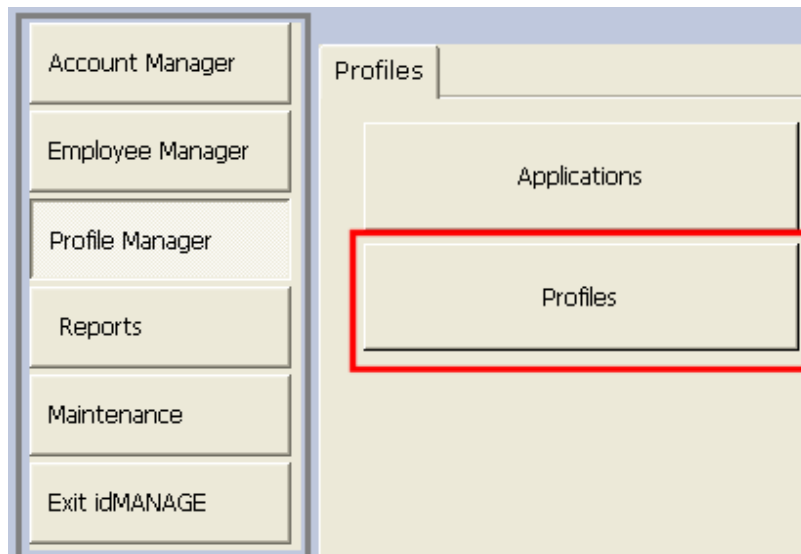 Account Manager
Employee Manager
Profile Manager
Reports
Maintenance
Exit idMANAGE
Profiles
Applications
Profiles